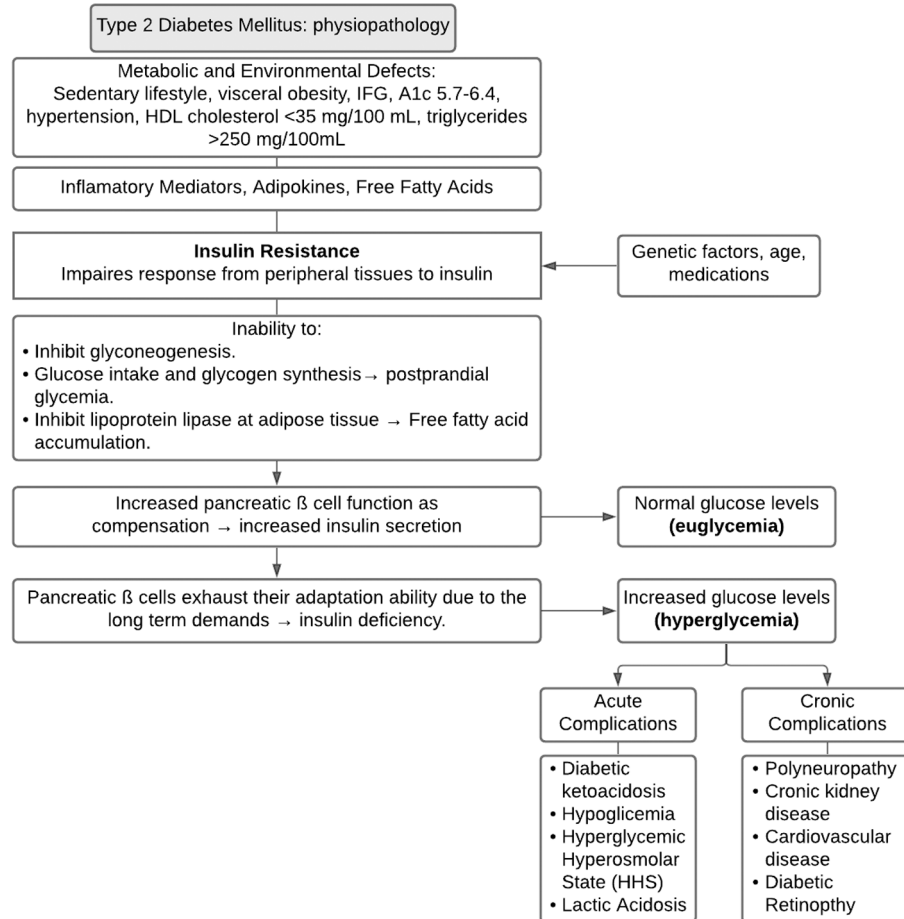 Type 2 Diabetes Mellitus: physiopathology
Metabolic and Environmental Defects:
Sedentary lifestyle, visceral obesity, IFG, A1c 5.7-6.4,
hypertension, HDL cholesterol <35 mg/100 mL, triglycerides
>250 mg/100mL
Inflamatory Mediators, Adipokines, Free Fatty Acids
Insulin Resistance
Impaires response from peripheral tissues to insulin
Genetic factors, age,
medications
Inability to:
• Inhibit glyconeogenesis.
• Glucose intake and glycogen synthesis→ postprandial
glycemia.
• Inhibit lipoprotein lipase at adipose tissue → Free fatty acid
accumulation.
Increased pancreatic ß cell function as
compensation → increased insulin secretion
Normal glucose levels
(euglycemia)
Pancreatic ß cells exhaust their adaptation ability due to the
long term demands → insulin deficiency.
Increased glucose levels
(hyperglycemia)
Acute
Complications
• Diabetic
ketoacidosis
• Hypoglicemia
• Hyperglycemic
Hyperosmolar
State (HHS)
• Lactic Acidosis
Cronic
Complications
• Polyneuropathy
• Cronic kidney
disease
• Cardiovascular
disease
• Diabetic
Retinopthy